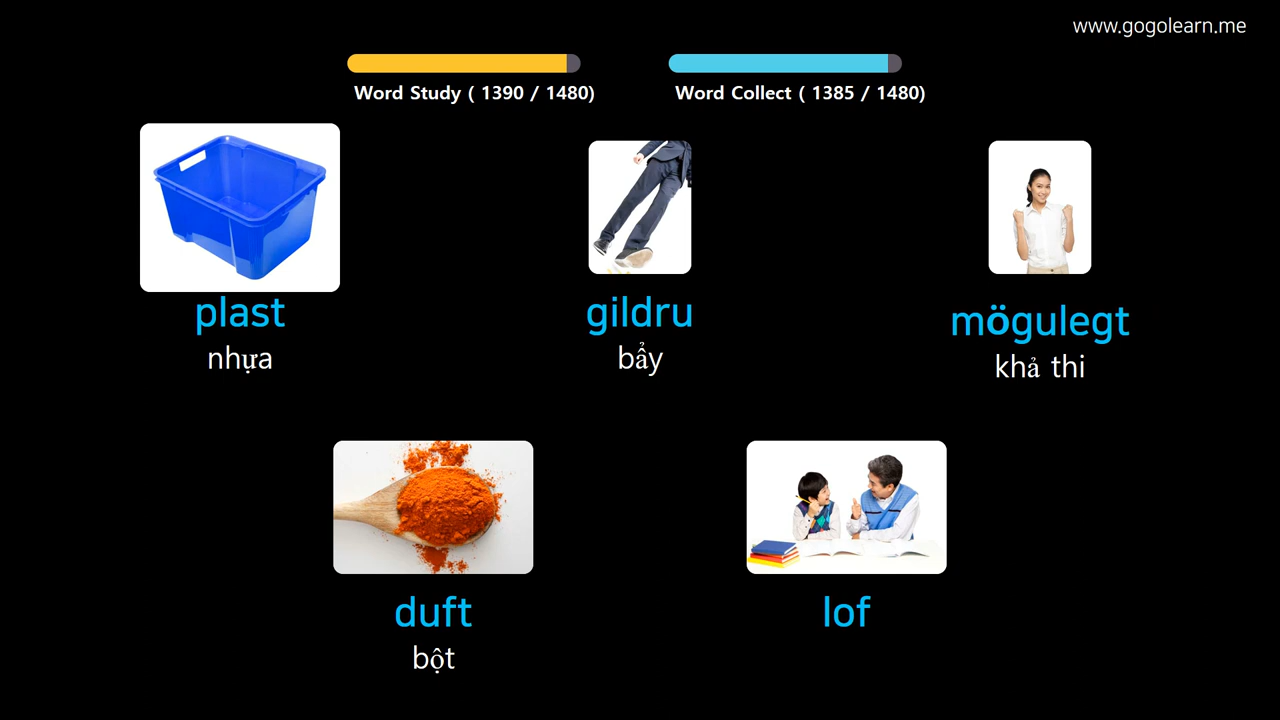 www.gogolearn.me
Word Study ( 1390 / 1480)
Word Collect ( 1385 / 1480)
plast
nhựa
gildru
bẩy
mögulegt
khả thi
duft
bột
lof